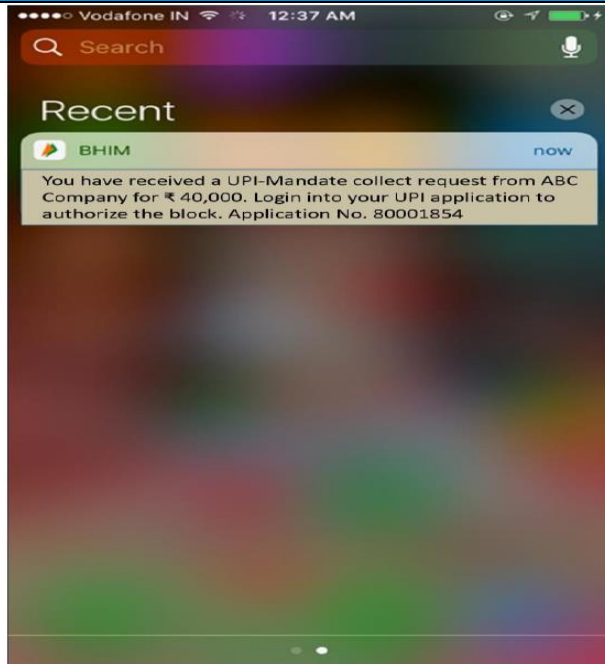 Vodafone IN 12:37 AM
Search
Recent
BHIM now
You have received a UPI-Mandate collect request from ABC
Company for ₹ 40,000. Login into your UPI application to
authorize the block. Application No. 80001854